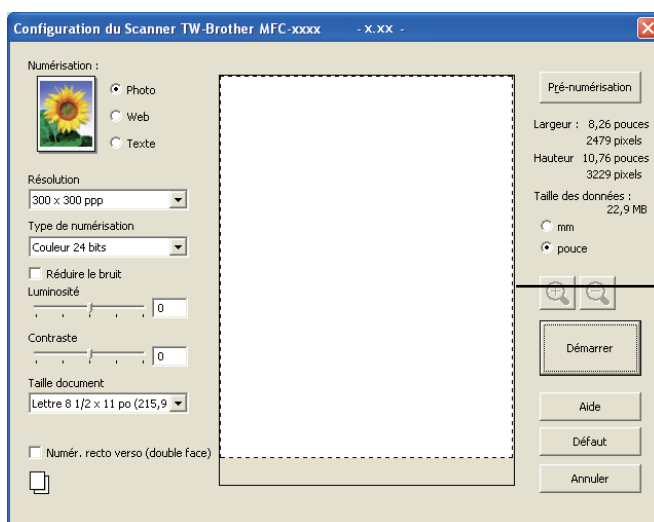 Configuration du Scanner TW-Brother MFC-xxxx - x.xx -
Numérisation :
Photo
Web
Texte
Résolution
300 x 300 ppp
Type de numérisation
Couleur 24 bits
Réduire le bruit
Luminosité
0
Contraste
0
Taille document
Lettre 8 1/2 x 11 po (215,9
Numér. recto verso (double face)
Pré-numérisation
Largeur : 8,26 pouces
2479 pixels
Hauteur 10,76 pouces
3229 pixels
Taille des données :
22,9 MB
mm
pouce
Démarrer
Aide
Défaut
Annuler